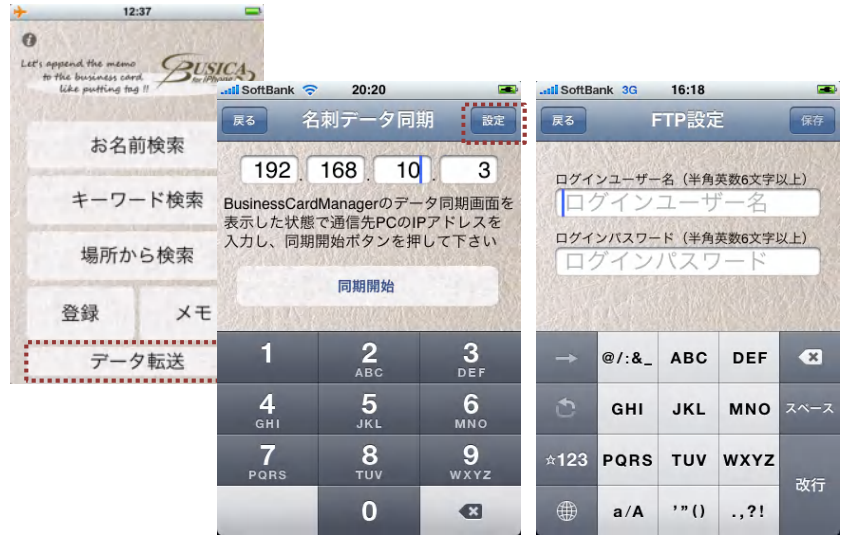 12:37
Let's append the memo
to the business card
like putting tag !!
BUSICA
for iPhone
お名前検索
キーワード検索
場所から検索
登録
メモ
データ転送
SoftBank
20:20
戻る
名刺データ同期
設定
192.168.10.3
BusinessCardManagerのデータ同期画面を
表示した状態で通信先PCのIPアドレスを
入力し、同期開始ボタンを押して下さい
同期開始
1
2
ABC
3
DEF
4
GHI
5
JKL
6
MNO
7
PQRS
8
TUV
9
WXYZ
0
SoftBank 3G
16:18
戻る
FTP設定
保存
ログインユーザー名（半角英数6文字以上）
ログインユーザー名
ログインパスワード（半角英数6文字以上）
ログインパスワード
@/:&_
ABC
DEF
GHI
JKL
MNO
スペース
☆123
PQRS
TUV
WXYZ
改行
a/A
'"()
.,?!